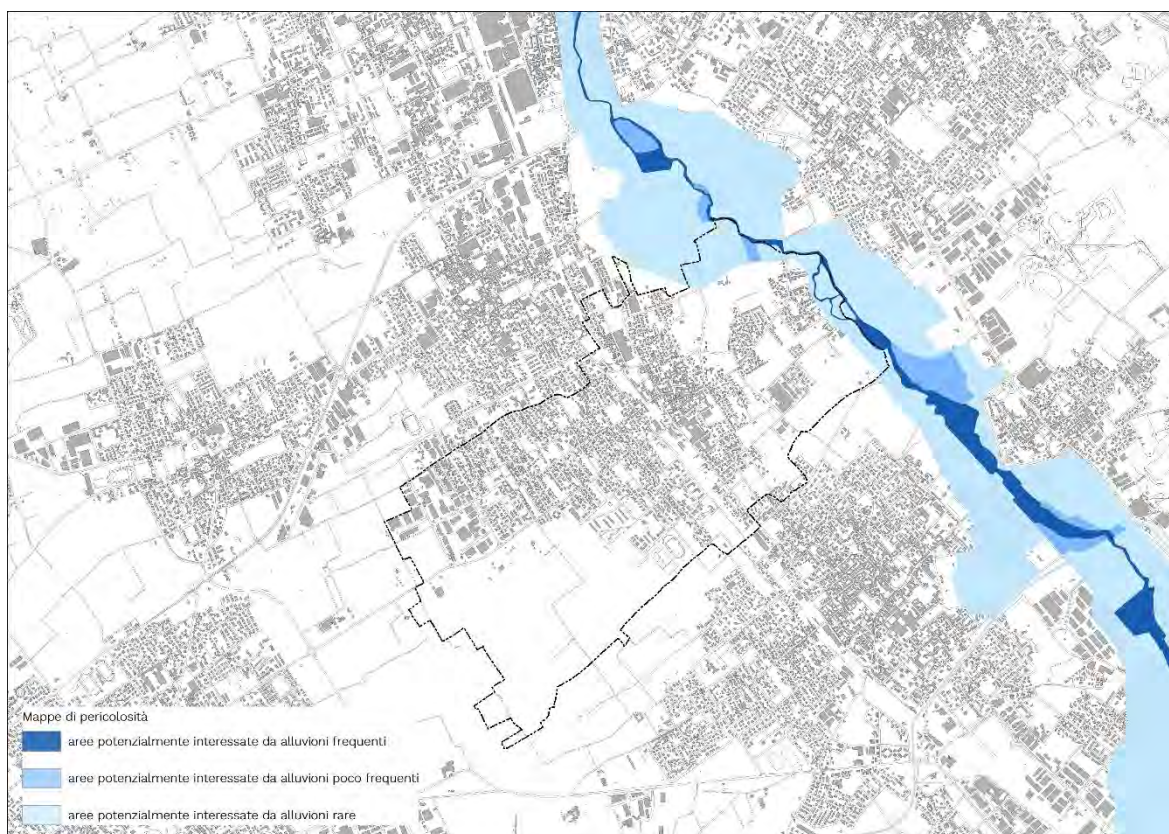 Mappe di pericolosità
aree potenzialmente interessate da alluvioni frequenti
aree potenzialmente interessate da alluvioni poco frequenti
aree potenzialmente interessate da alluvioni rare